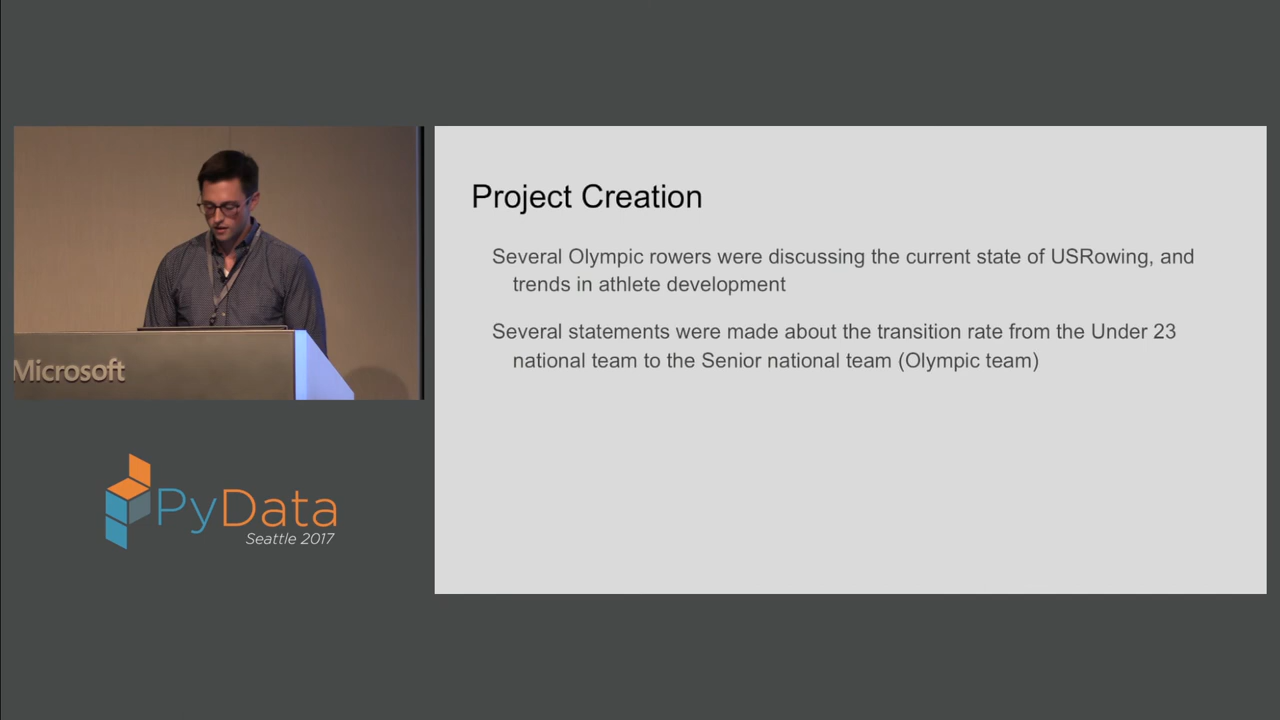 Project Creation
Several Olympic rowers were discussing the current state of USRowing, and
trends in athlete development
Several statements were made about the transition rate from the Under 23
national team to the Senior national team (Olympic team)
Microsoft
PyData
Seattle 2017